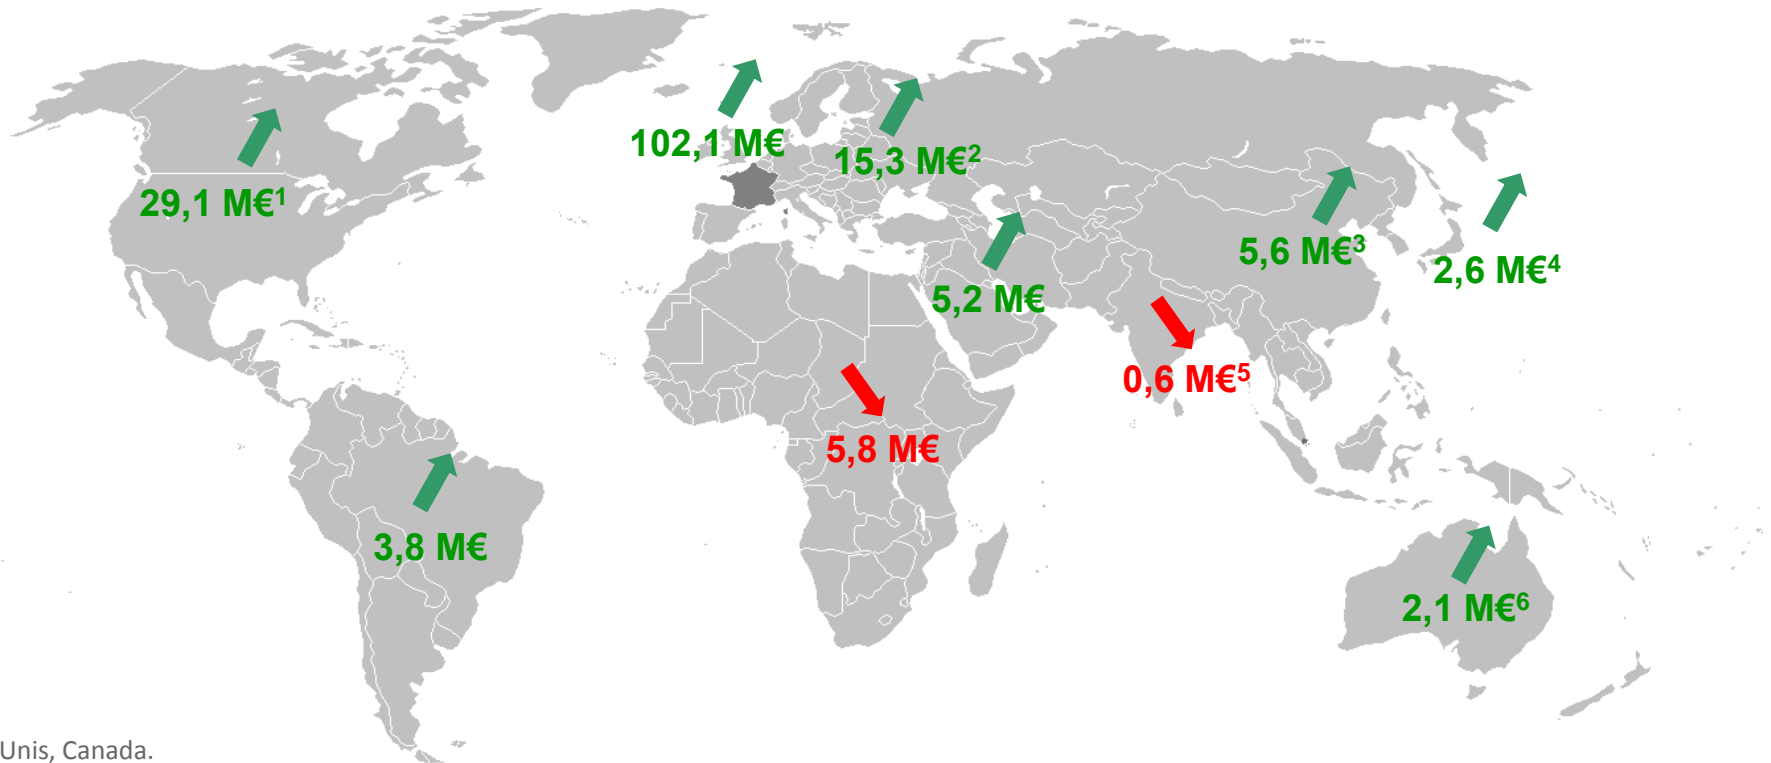 102,1 M€
15,3 M€²
29,1 M€¹
5,6 M€³
2,6 M€⁴
5,2 M€
0,6 M€⁵
5,8 M€
3,8 M€
2,1 M€⁶
Unis, Canada.